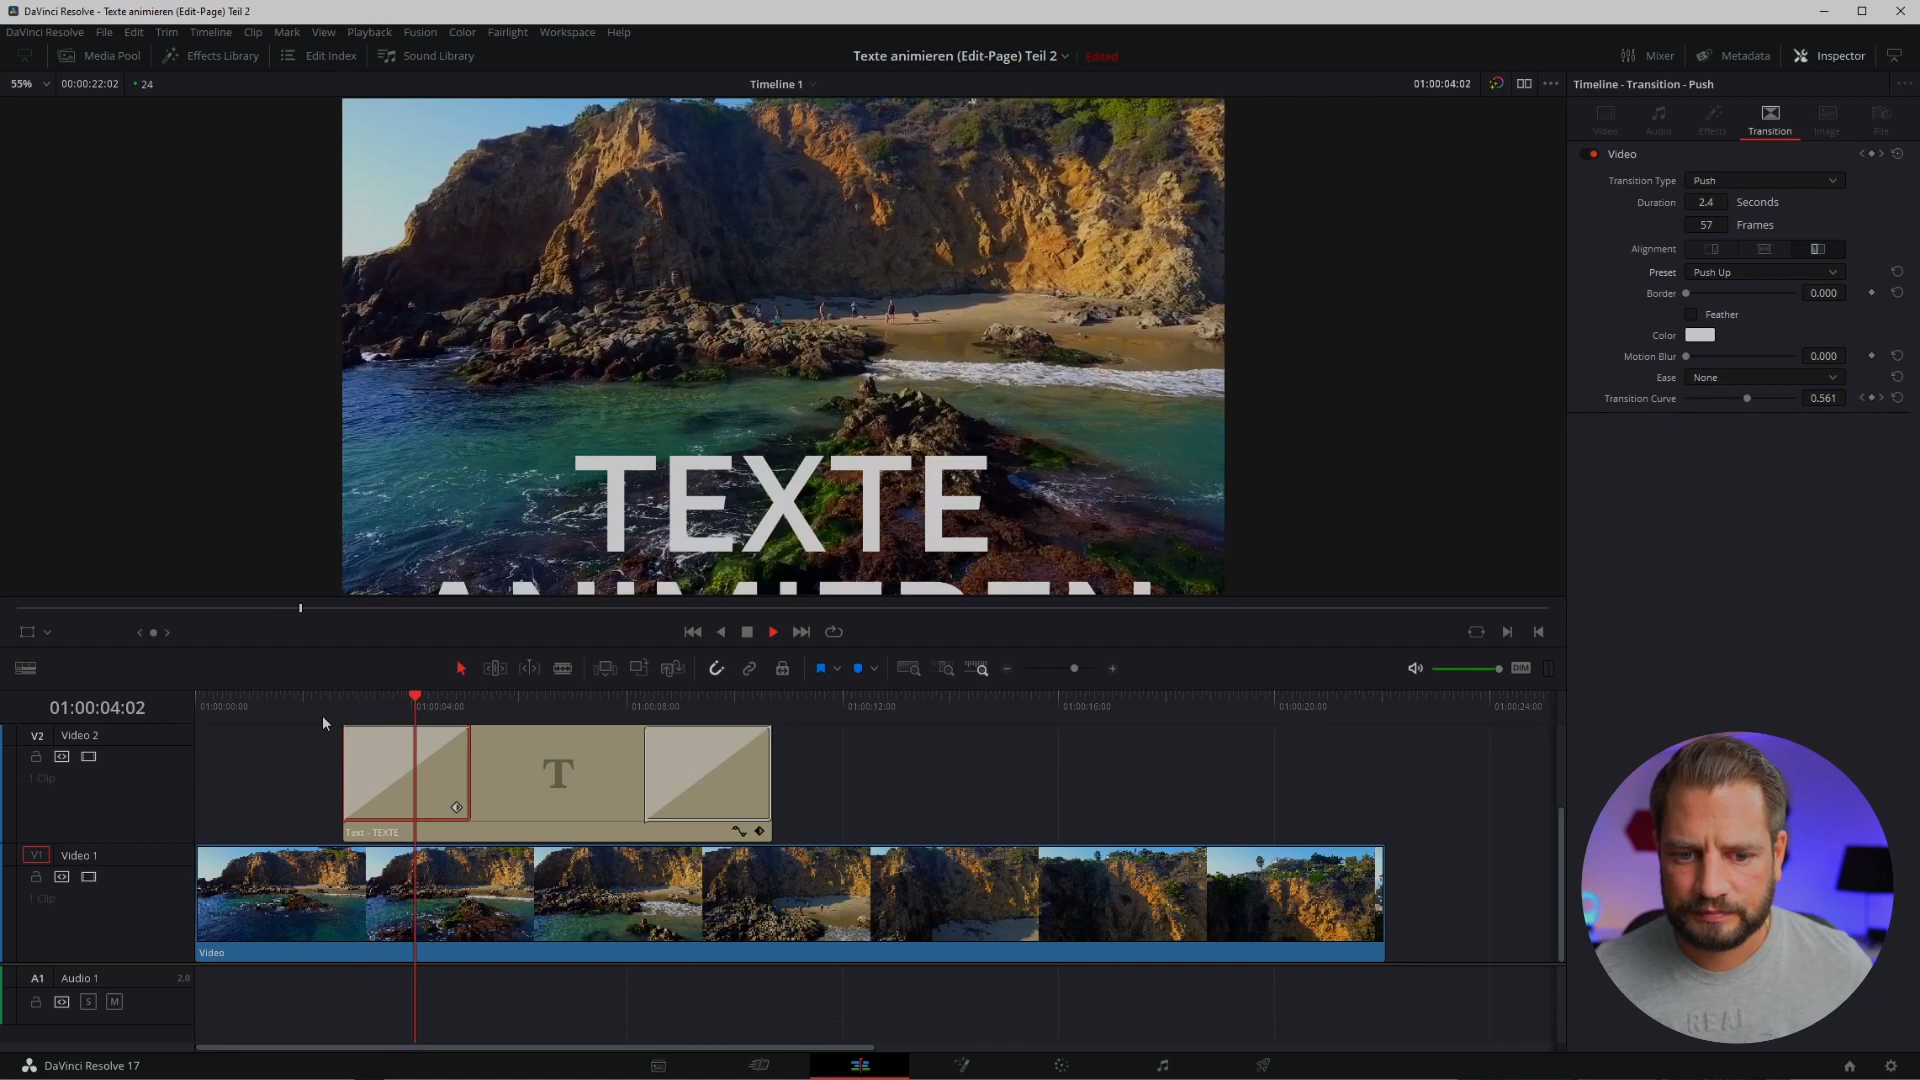 DaVinci Resolve - Texte animieren (Edit-Page) Teil 2
DaVinci Resolve File Edit Trim Timeline Clip Mark View Playback Fusion Color Fairlight Workspace Help
Media Pool Effects Library Edit Index Sound Library Texte animieren (Edit-Page) Teil 2 Edited Mixer Metadata Inspector
55% 00:00:22:02 24 Timeline 1 01:00:04:02 Timeline - Transition - Push
Video Audio Effects Transition Image File
Video
Transition Type Push
Duration 2.4 Seconds
57 Frames
Alignment
Preset Push Up
Border 0.000
Feather
Color
Motion Blur 0.000
Ease None
Transition Curve 0.561
TEXTE
ANIMIEREN
DIM
01:00:04:02 01:00:00:00 01:00:04:00 01:00:08:00 01:00:12:00 01:00:16:00 01:00:20:00 01:00:24:00
V2 Video 2
1 Clip
T
Text - TEXTE
V1 Video 1
1 Clip
Video
A1 Audio 1 2.0
S M
REAL
DaVinci Resolve 17